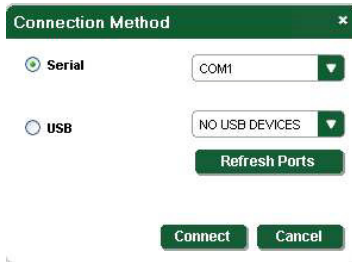 Connection Method ×
Serial COM1
USB NO USB DEVICES
Refresh Ports
Connect Cancel